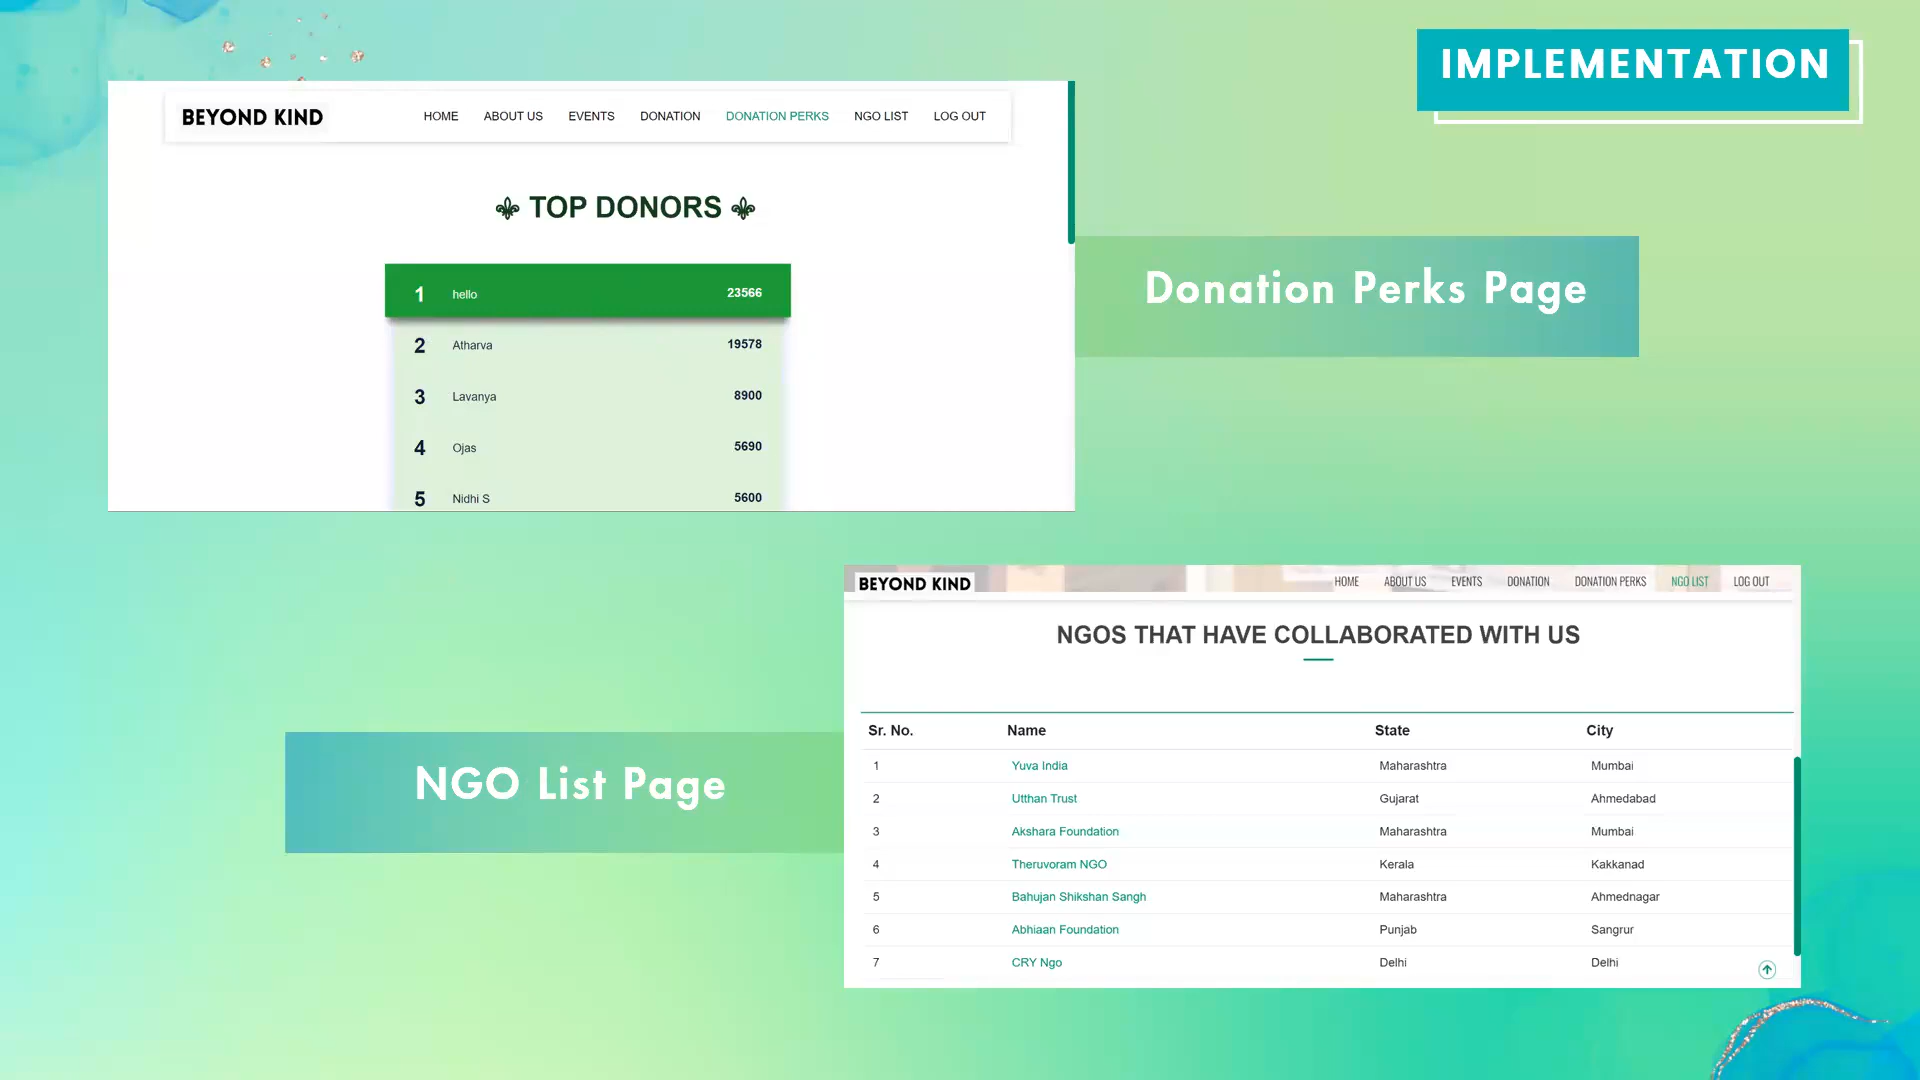 IMPLEMENTATION
BEYOND KIND HOME ABOUT US EVENTS DONATION DONATION PERKS NGO LIST LOG OUT
TOP DONORS
1 hello 23566
2 Atharva 19578
3 Lavanya 8900
4 Ojas 5690
5 Nidhi S 5600
Donation Perks Page
BEYOND KIND HOME ABOUT US EVENTS DONATION DONATION PERKS NGO LIST LOG OUT
NGOS THAT HAVE COLLABORATED WITH US
Sr. No. Name State City
1 Yuva India Maharashtra Mumbai
2 Utthan Trust Gujarat Ahmedabad
3 Akshara Foundation Maharashtra Mumbai
4 Theruvoram NGO Kerala Kakkanad
5 Bahujan Shikshan Sangh Maharashtra Ahmednagar
6 Abhiaan Foundation Punjab Sangrur
7 CRY Ngo Delhi Delhi
NGO List Page